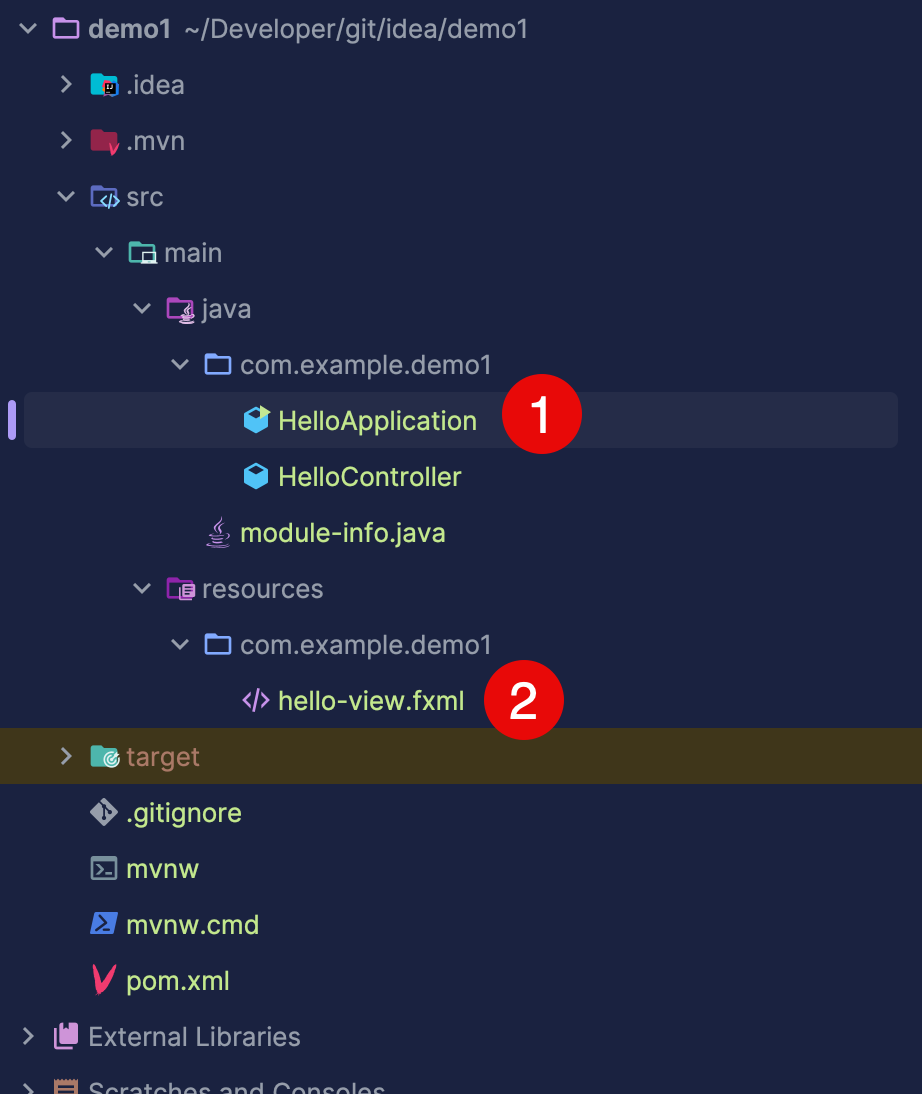 demo1 ~/Developer/git/idea/demo1
.idea
.mvn
src
main
java
com.example.demo1
HelloApplication 1
HelloController
module-info.java
resources
com.example.demo1
hello-view.fxml 2
target
.gitignore
mvnw
mvnw.cmd
pom.xml
External Libraries
Scratches and Consoles